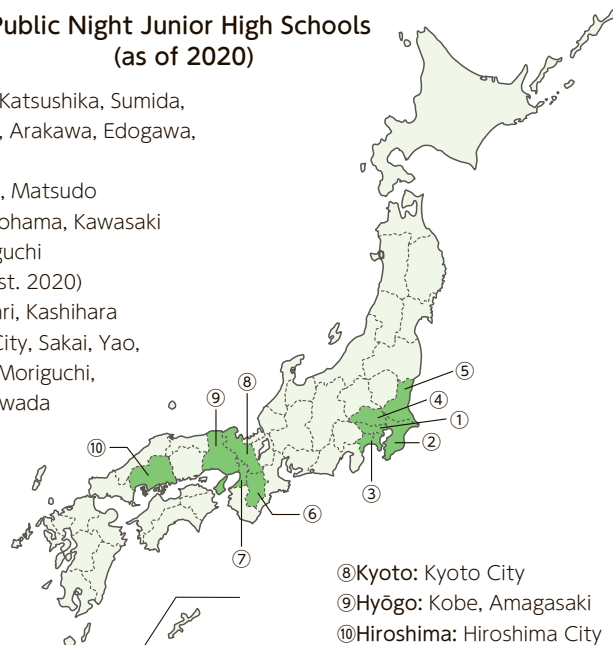 Public Night Junior High Schools
(as of 2020)
Katsushika, Sumida,
, Arakawa, Edogawa,
, Matsudo
ohama, Kawasaki
guchi
st. 2020)
ari, Kashihara
City, Sakai, Yao,
Moriguchi,
wada
⑤
⑧
④
⑨
①
⑩
②
③
⑥
⑦
⑧Kyoto: Kyoto City
⑨Hyōgo: Kobe, Amagasaki
⑩Hiroshima: Hiroshima City